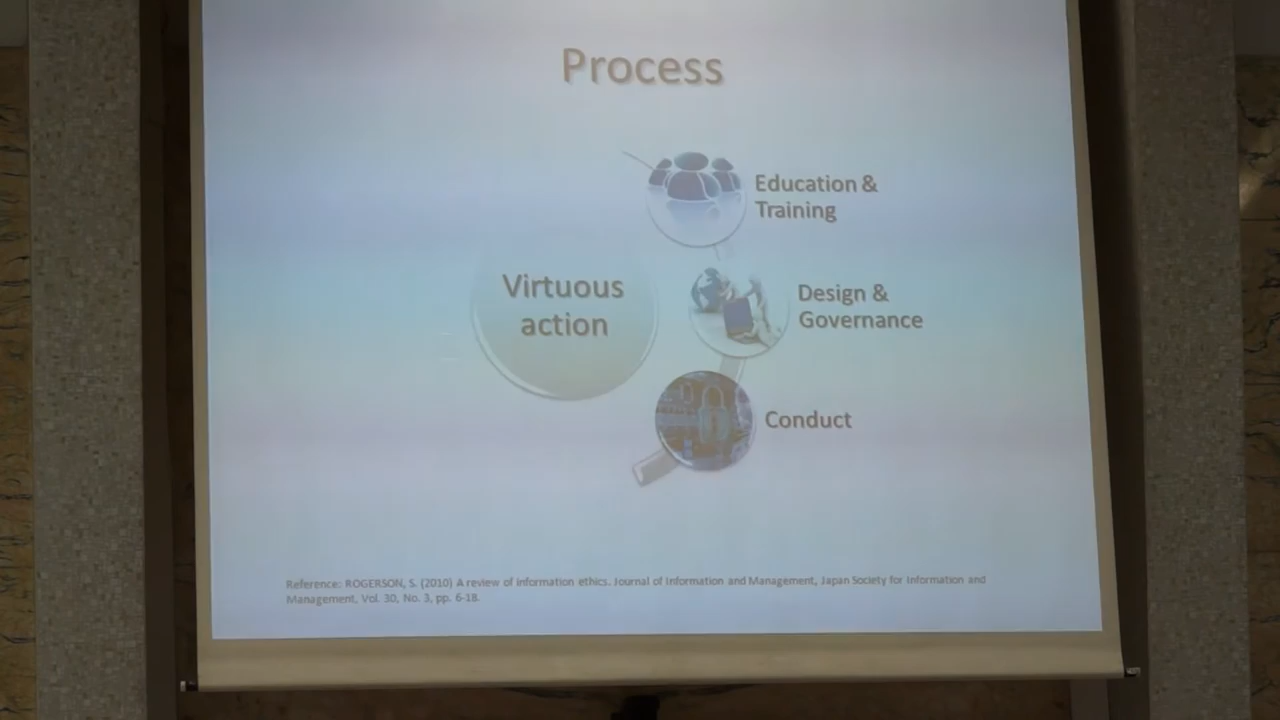 Process
Education &
Training
Virtuous
action
Design &
Governance
Conduct
Reference: ROGERSON, S. (2010) A review of information ethics. Journal of Information and Management, Japan Society for Information and
Management, Vol. 30, No. 3, pp. 6-18.